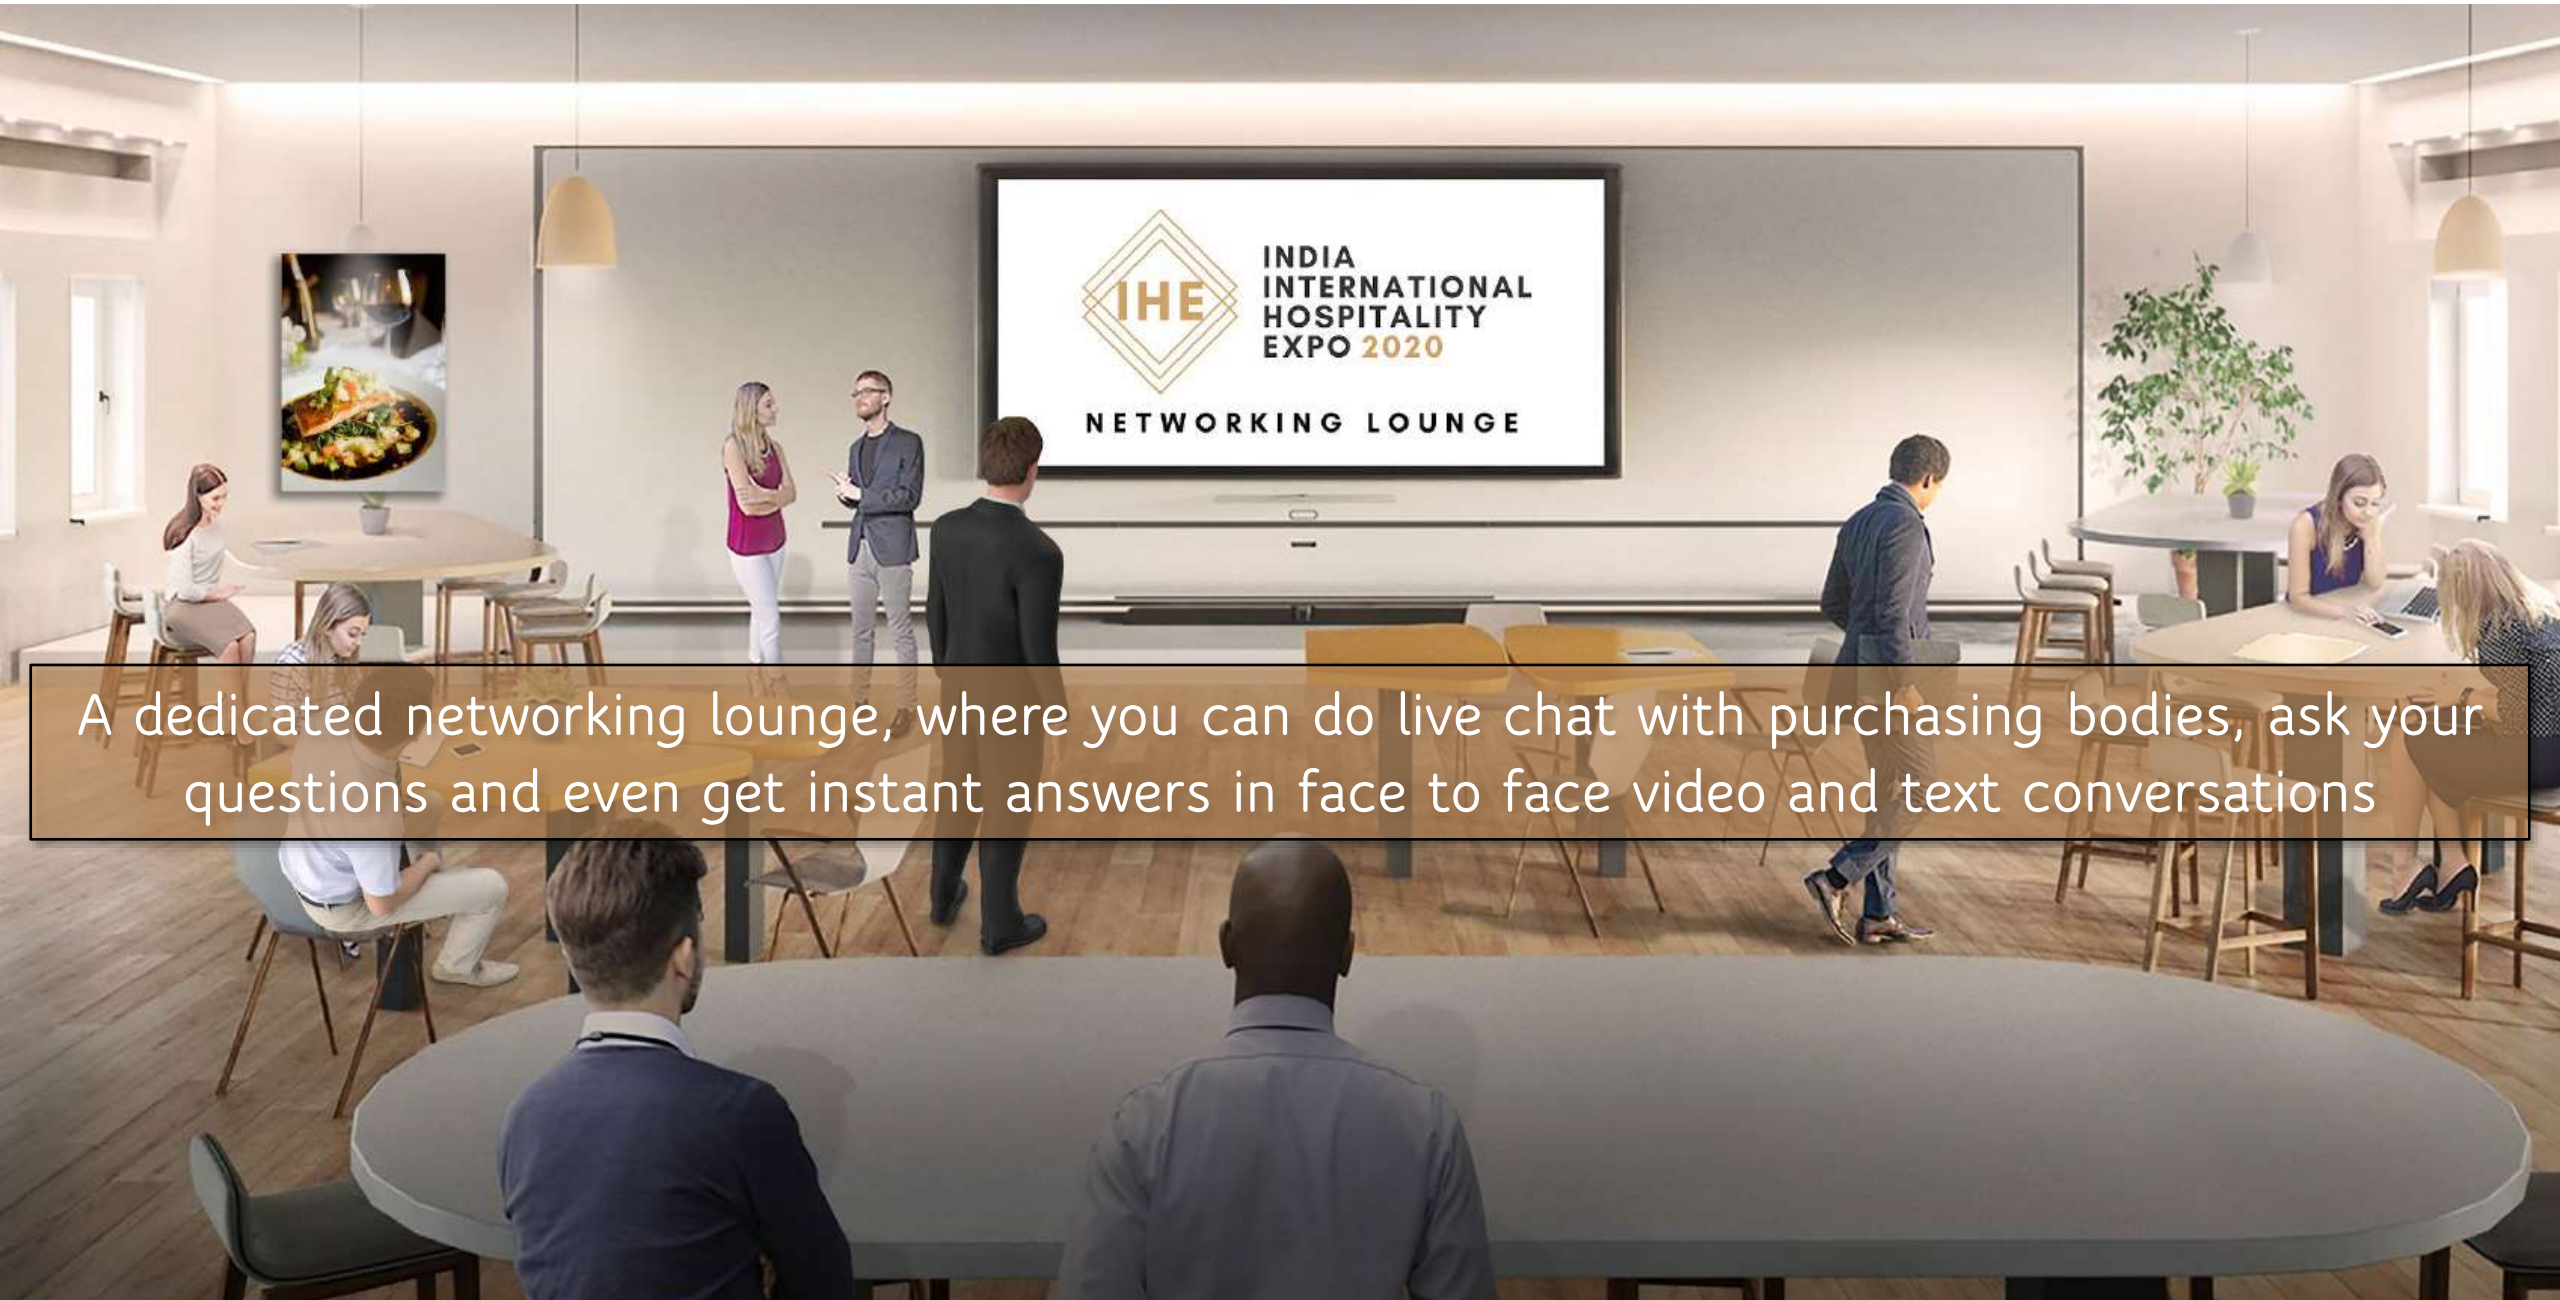 IHE
INDIA
INTERNATIONAL
HOSPITALITY
EXPO 2020
NETWORKING LOUNGE
A dedicated networking lounge, where you can do live chat with purchasing bodies, ask your
questions and even get instant answers in face to face video and text conversations